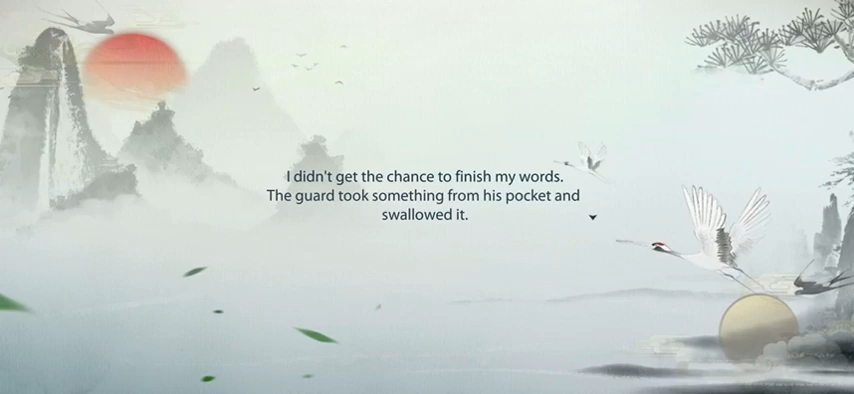 I didn't get the chance to finish my words.
The guard took something from his pocket and
swallowed it.